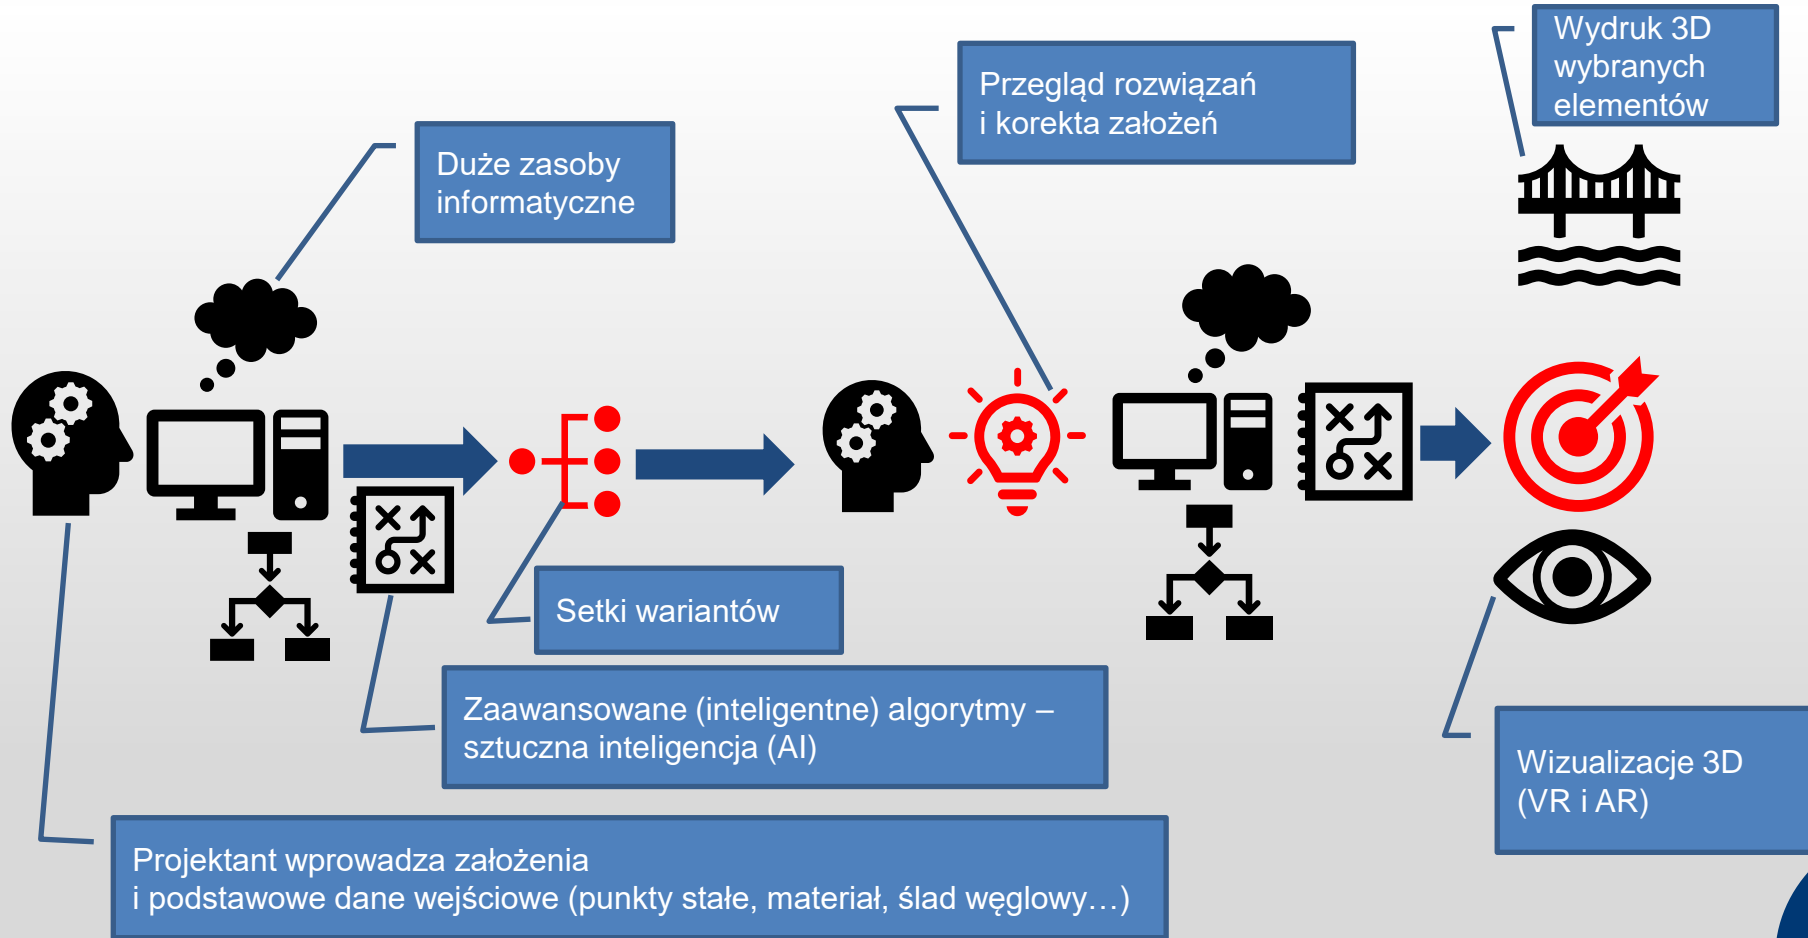 Wydruk 3D
wybranych
elementów
Przegląd rozwiązań
i korekta założeń
Duże zasoby
informatyczne
Setki wariantów
Zaawansowane (inteligentne) algorytmy –
sztuczna inteligencja (AI)
Wizualizacje 3D
(VR i AR)
Projektant wprowadza założenia
i podstawowe dane wejściowe (punkty stałe, materiał, ślad węglowy…)